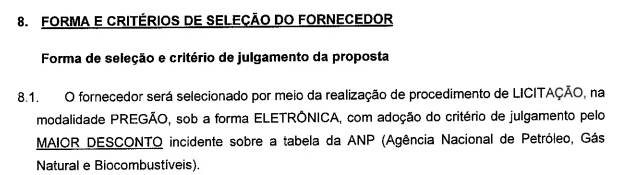 8. FORMA E CRITÉRIOS DE SELEÇÃO DO FORNECEDOR
Forma de seleção e critério de julgamento da proposta
8.1. O fornecedor será selecionado por meio da realização de procedimento de LICITAÇÃO, na
modalidade PREGÃO, sob a forma ELETRÔNICA, com adoção do critério de julgamento pelo
MAIOR DESCONTO incidente sobre a tabela da ANP (Agência Nacional de Petróleo, Gás
Natural e Biocombustíveis).